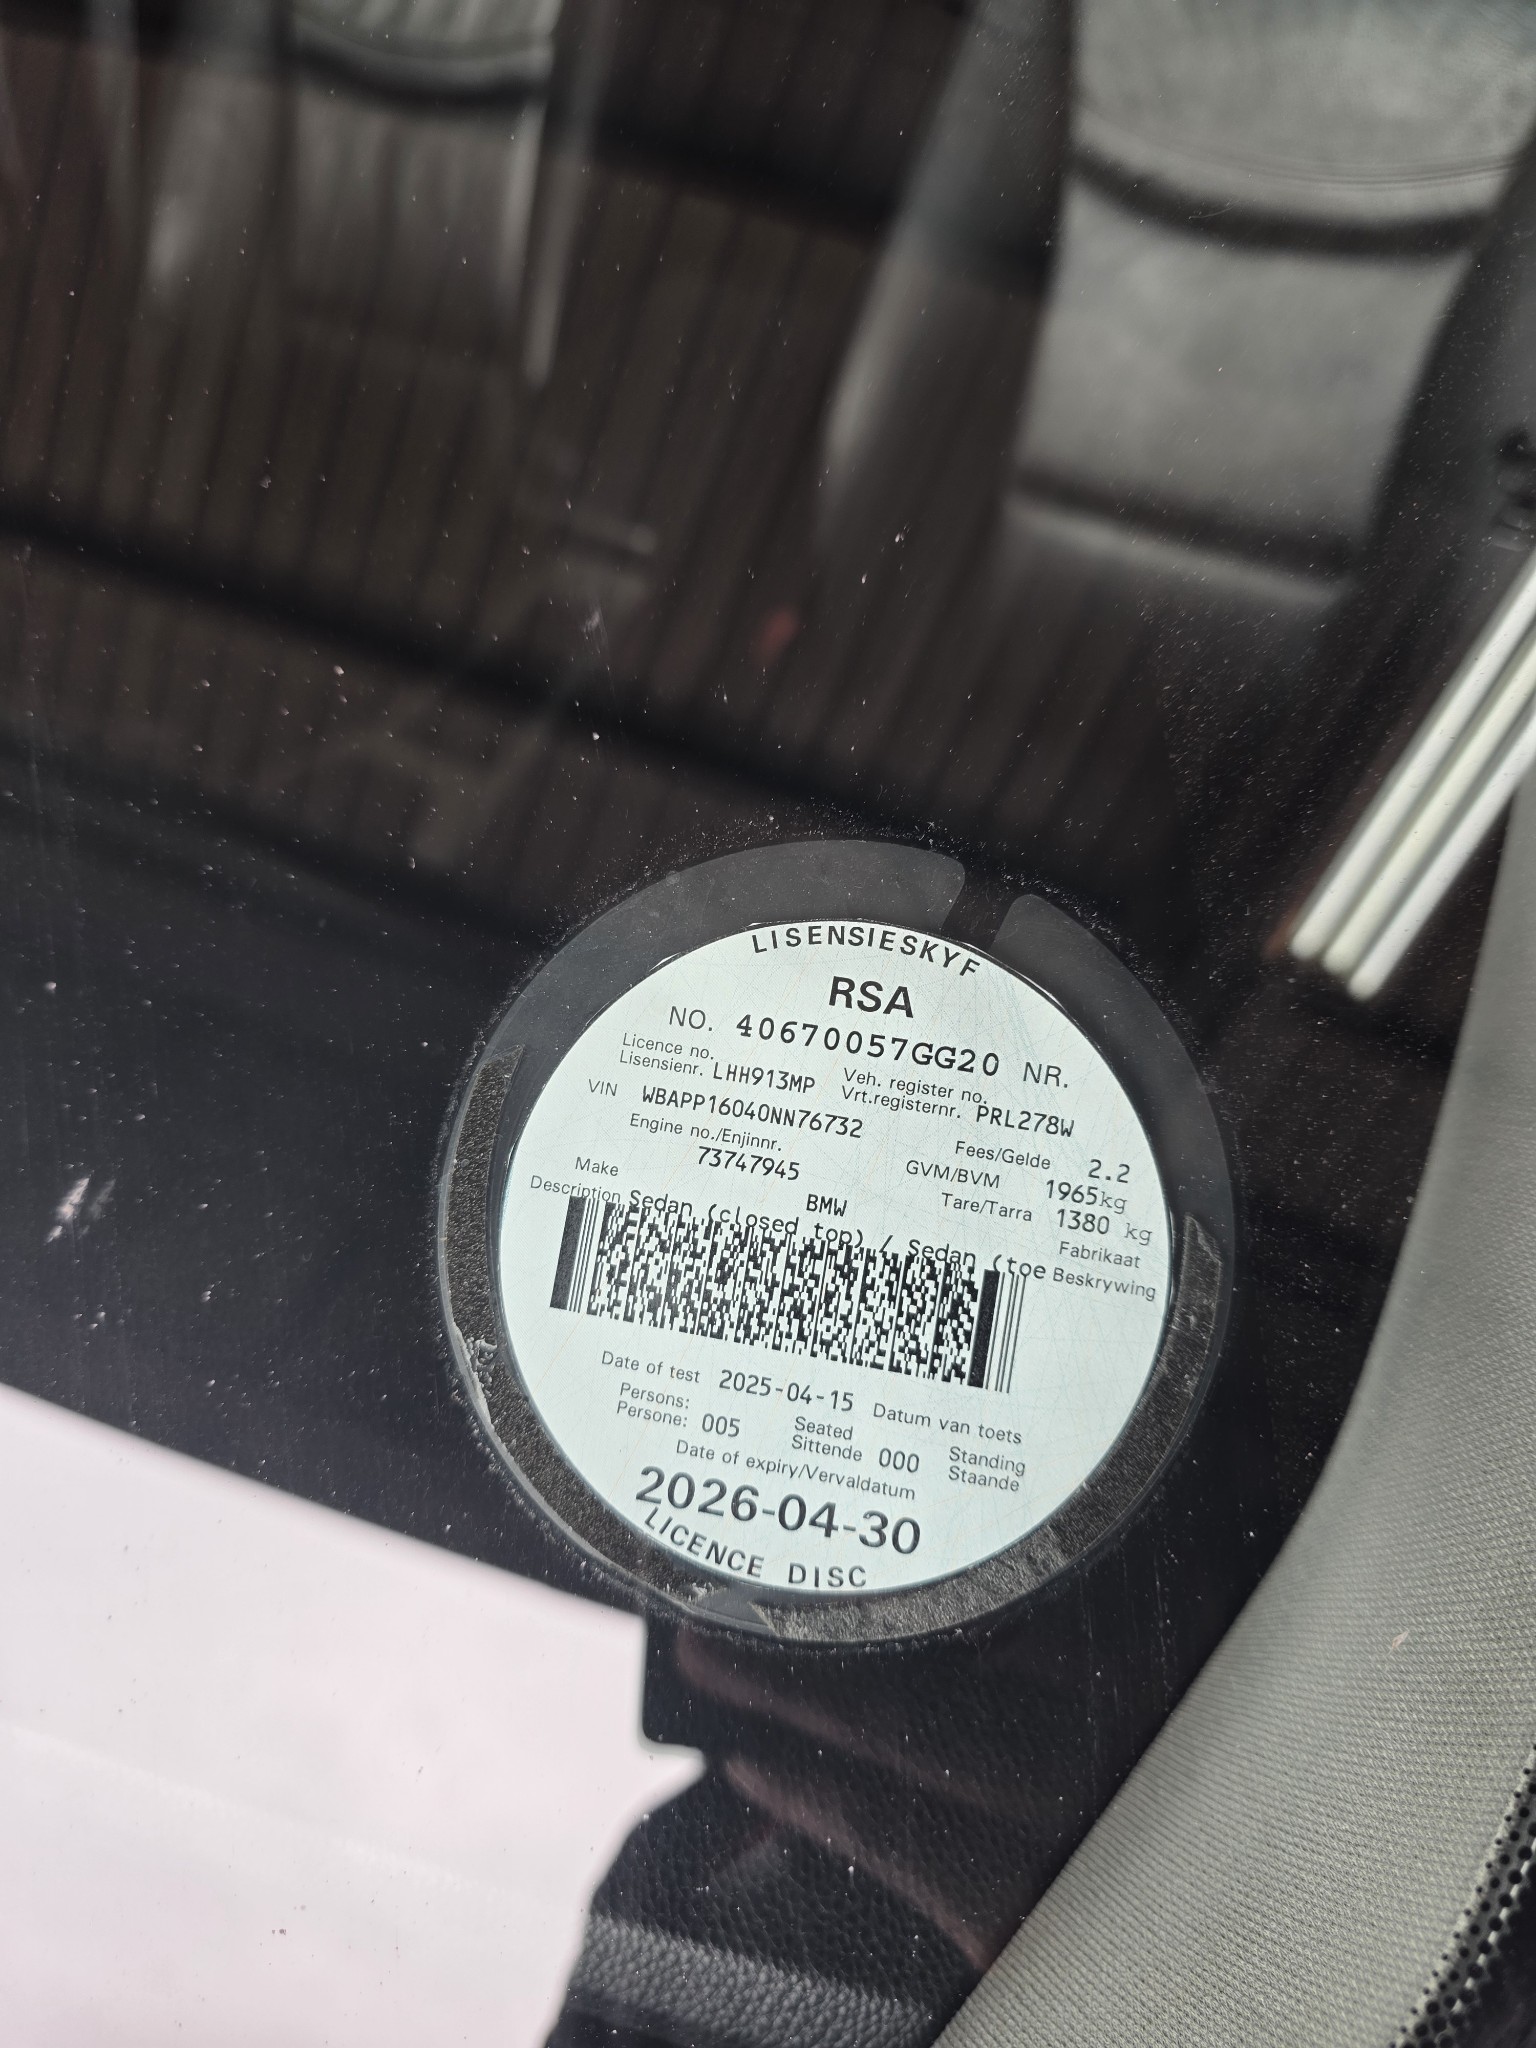 LISENSIESKYF
RSA
NO. 40670057GG20 NR.
Licence no. Lisensienr. LHH913MP Veh. register no. Vrt.registernr. PRL278W
VIN WBAPP16040NN76732
Engine no./Enjinnr. 73747945
Fees/Gelde 2.2
GVM/BVM 1965kg
Tare/Tarra 1380 kg
Make BMW Fabrikaat
Description Sedan (closed top) / Sedan (toe Beskrywing
Date of test 2025-04-15 Datum van toets
Persons: Persone: 005 Seated Sittende 000 Standing Staande
Date of expiry/Vervaldatum
2026-04-30
LICENCE DISC